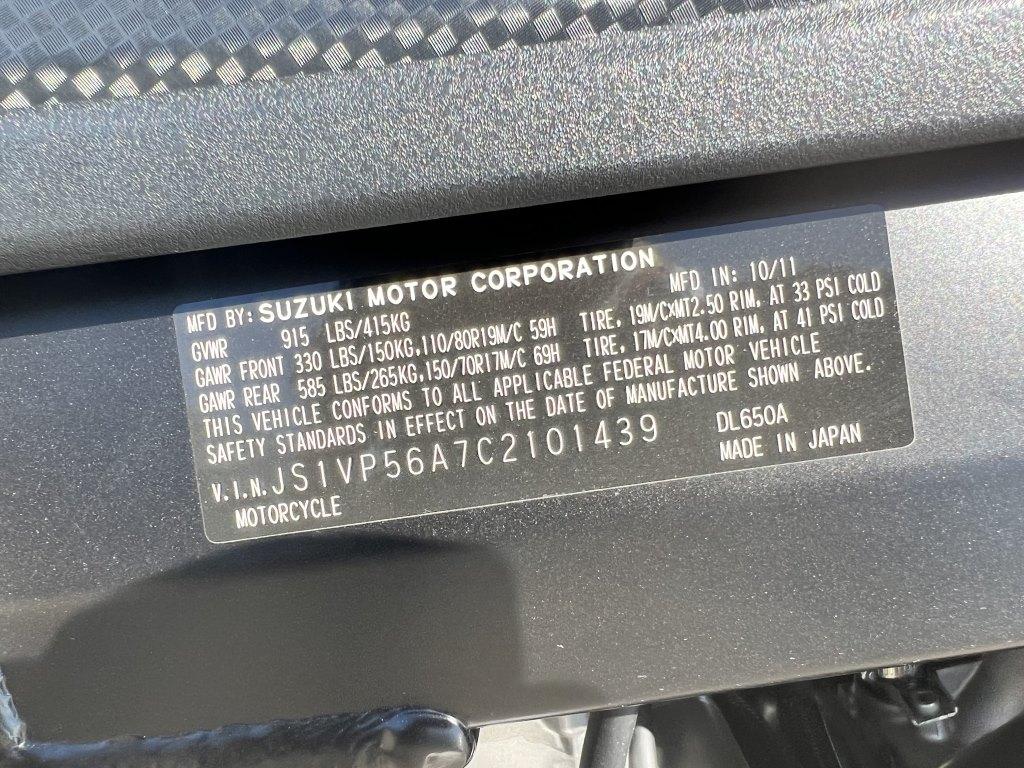 MFD BY: SUZUKI MOTOR CORPORATION MFD IN: 10/11
GVWR 915 LBS/415KG
GAWR FRONT 330 LBS/150KG,110/80R19M/C 59H TIRE, 19M/CXMT2.50 RIM, AT 33 PSI COLD
GAWR REAR 585 LBS/265KG,150/70R17M/C 69H TIRE, 17M/CXMT4.00 RIM, AT 41 PSI COLD
THIS VEHICLE CONFORMS TO ALL APPLICABLE FEDERAL MOTOR VEHICLE
SAFETY STANDARDS IN EFFECT ON THE DATE OF MANUFACTURE SHOWN ABOVE.
V.I.N. JS1VP56A7C2101439 DL650A
MOTORCYCLE MADE IN JAPAN